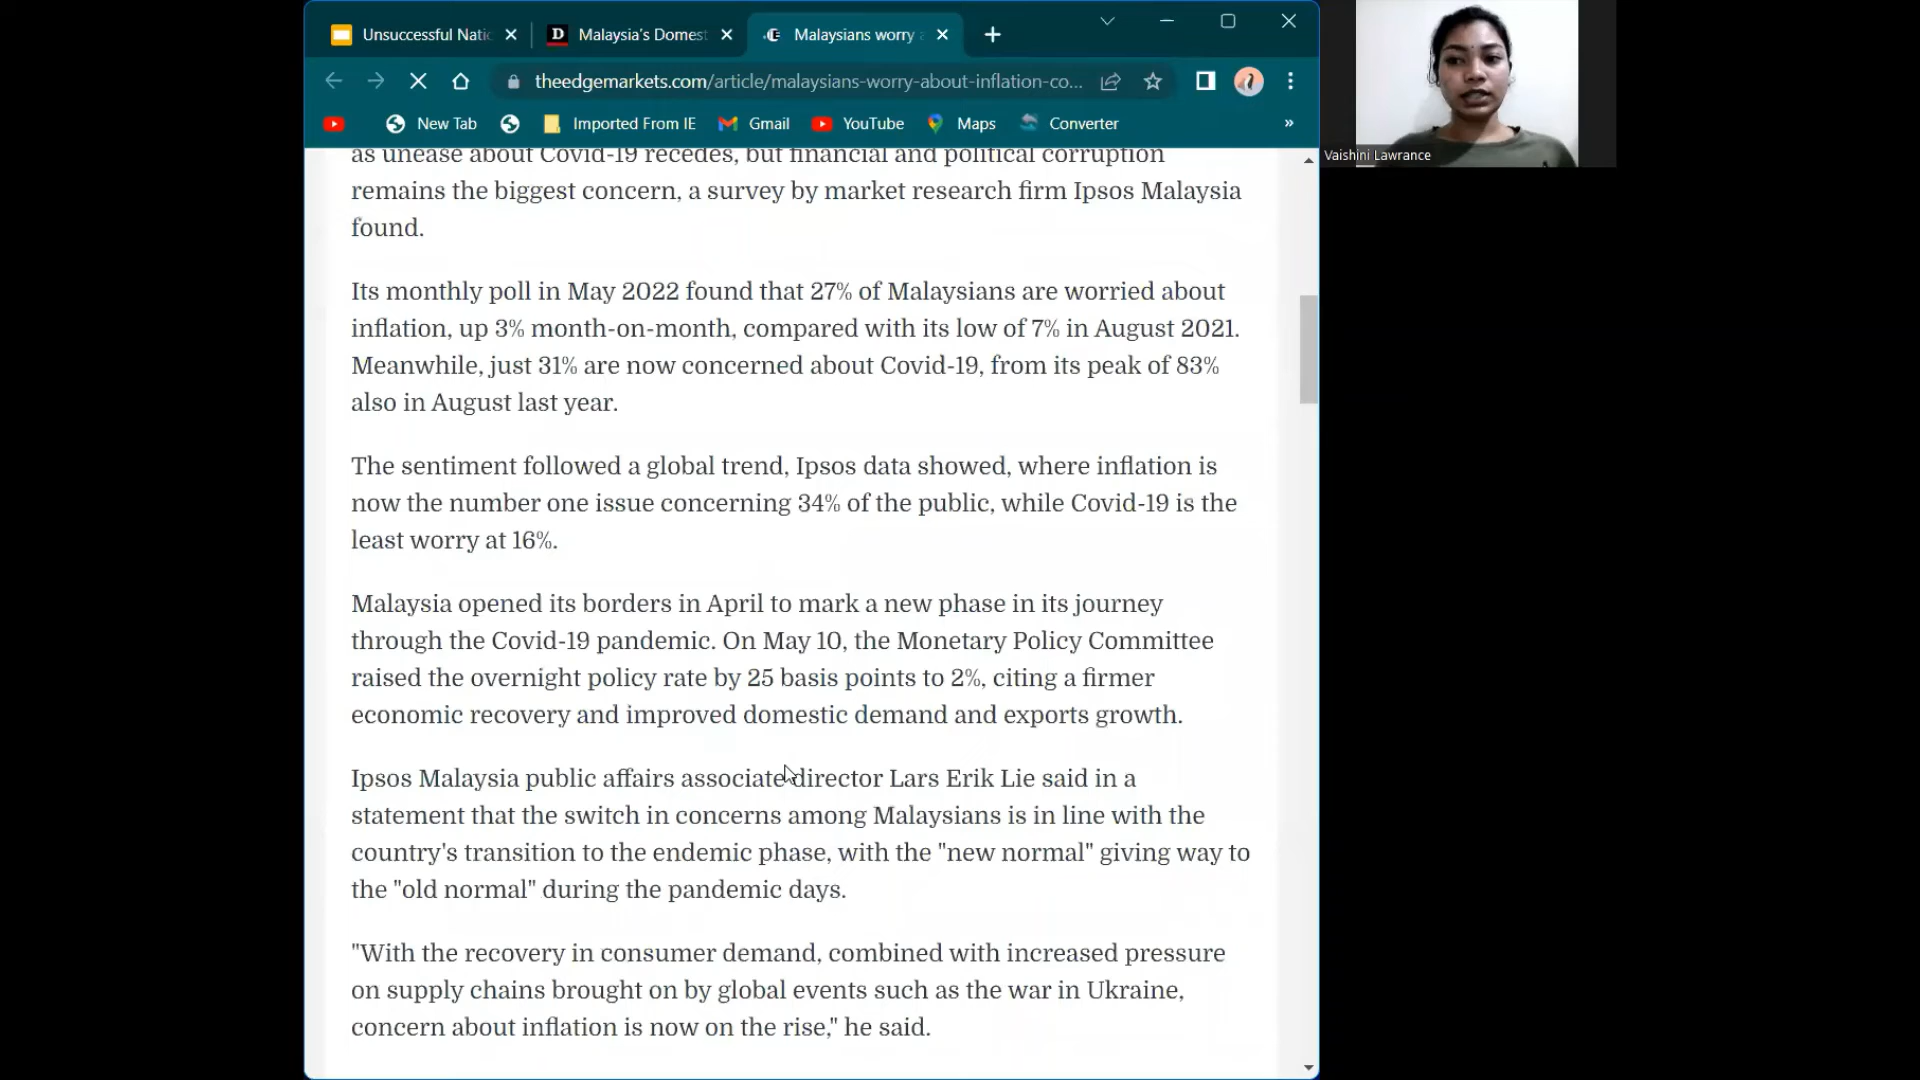 Unsuccessful Natic
Malaysia's Domest
Malaysians worry a
theedgemarkets.com/article/malaysians-worry-about-inflation-co...
New Tab
Imported From IE
Gmail
YouTube
Maps
Converter
»
Vaishini Lawrance
as unease about Covid-19 recedes, but financial and political corruption
remains the biggest concern, a survey by market research firm Ipsos Malaysia
found.
Its monthly poll in May 2022 found that 27% of Malaysians are worried about
inflation, up 3% month-on-month, compared with its low of 7% in August 2021.
Meanwhile, just 31% are now concerned about Covid-19, from its peak of 83%
also in August last year.
The sentiment followed a global trend, Ipsos data showed, where inflation is
now the number one issue concerning 34% of the public, while Covid-19 is the
least worry at 16%.
Malaysia opened its borders in April to mark a new phase in its journey
through the Covid-19 pandemic. On May 10, the Monetary Policy Committee
raised the overnight policy rate by 25 basis points to 2%, citing a firmer
economic recovery and improved domestic demand and exports growth.
Ipsos Malaysia public affairs associate director Lars Erik Lie said in a
statement that the switch in concerns among Malaysians is in line with the
country's transition to the endemic phase, with the "new normal" giving way to
the "old normal" during the pandemic days.
"With the recovery in consumer demand, combined with increased pressure
on supply chains brought on by global events such as the war in Ukraine,
concern about inflation is now on the rise," he said.